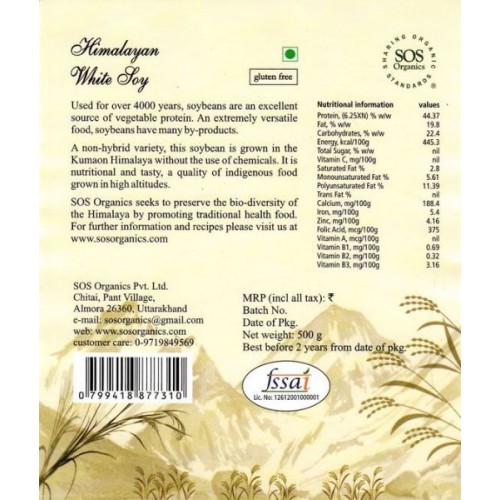 Himalayan
White Soy
gluten free
SHARING ORGANIC STANDARDS
SOS
Organics
®
Used for over 4000 years, soybeans are an excellent
source of vegetable protein. An extremely versatile
food, soybeans have many by-products.
A non-hybrid variety, this soybean is grown in the
Kumaon Himalaya without the use of chemicals. It is
nutritional and tasty, a quality of indigenous food
grown in high altitudes.
SOS Organics seeks to preserve the bio-diversity of
the Himalaya by promoting traditional health food.
For further information and recipes please visit us at
www.sosorganics.com
Nutritional information values
Protein, (6.25XN) % w/w 44.37
Fat, % w/w 19.8
Carbohydrates, % w/w 22.4
Energy, kcal/100g 445.3
Total Sugar, % w/w nil
Vitamin C, mg/100g nil
Saturated Fat % 2.8
Monounsaturated Fat % 5.61
Polyunsaturated Fat % 11.39
Trans Fat % nil
Calcium, mg/100g 188.4
Iron, mg/100g 5.4
Zinc, mg/100g 4.16
Folic Acid, mcg/100g 375
Vitamin A, mcg/100g nil
Vitamin B1, mg/100g 0.69
Vitamin B2, mg/100g 0.32
Vitamin B3, mg/100g 3.16
SOS Organics Pvt. Ltd.
Chitai, Pant Village,
Almora 26360, Uttarakhand
e-mail: sosorganics@gmail.com
web: www.sosorganics.com
customer care: 0-9719849569
MRP (incl all tax): ₹
Batch No.
Date of Pkg.
Net weight: 500 g
Best before 2 years from date of pkg.
fssai
Lic. No: 12612001000001
0 799418 877310